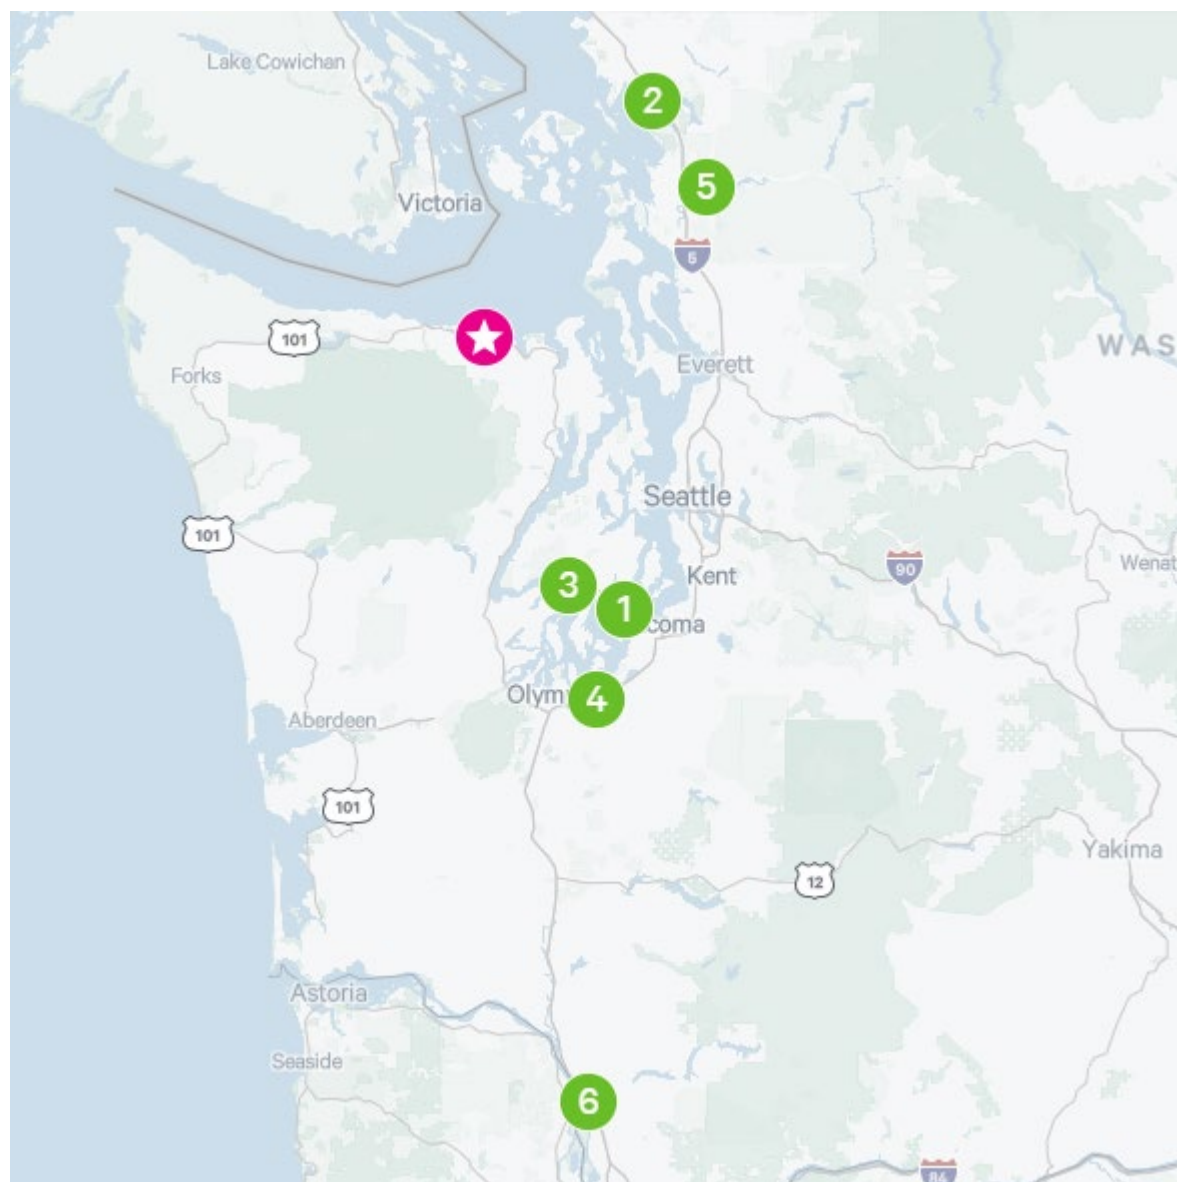 Lake Cowichan
2
5
Victoria
5
101
Forks
Everett
WAS
Seattle
101
90
Wenat
3
Kent
1
coma
Olym
4
Aberdeen
101
Yakima
12
Astoria
Seaside
6
84